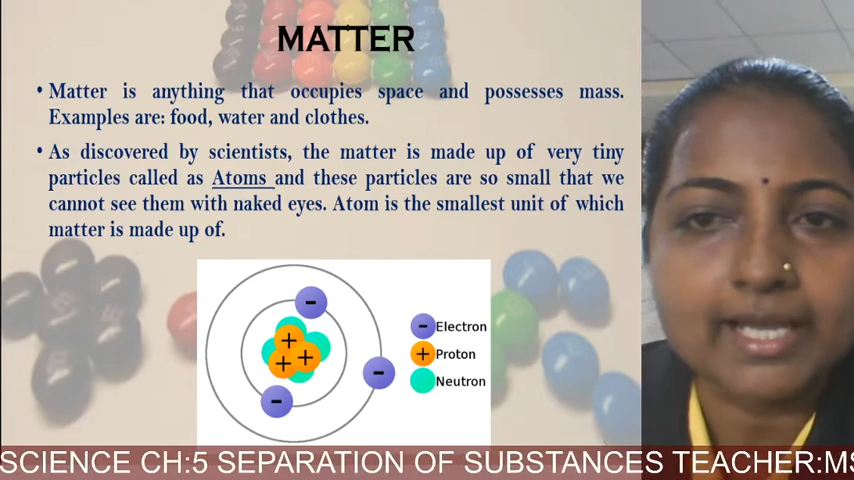 MATTER
• Matter is anything that occupies space and possesses mass.
Examples are: food, water and clothes.
• As discovered by scientists, the matter is made up of very tiny
particles called as Atoms and these particles are so small that we
cannot see them with naked eyes. Atom is the smallest unit of which
matter is made up of.
- Electron
+ Proton
Neutron
SCIENCE CH:5 SEPARATION OF SUBSTANCES TEACHER:MS